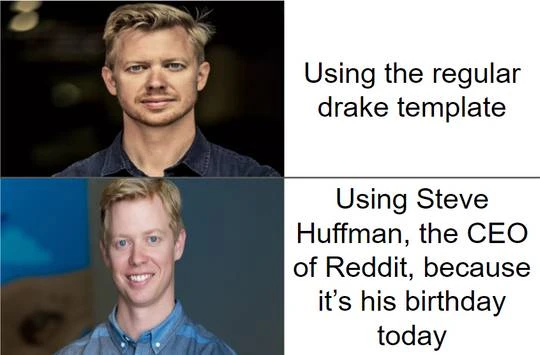 Using the regular
drake template
Using Steve
Huffman, the CEO
of Reddit, because
it’s his birthday
today